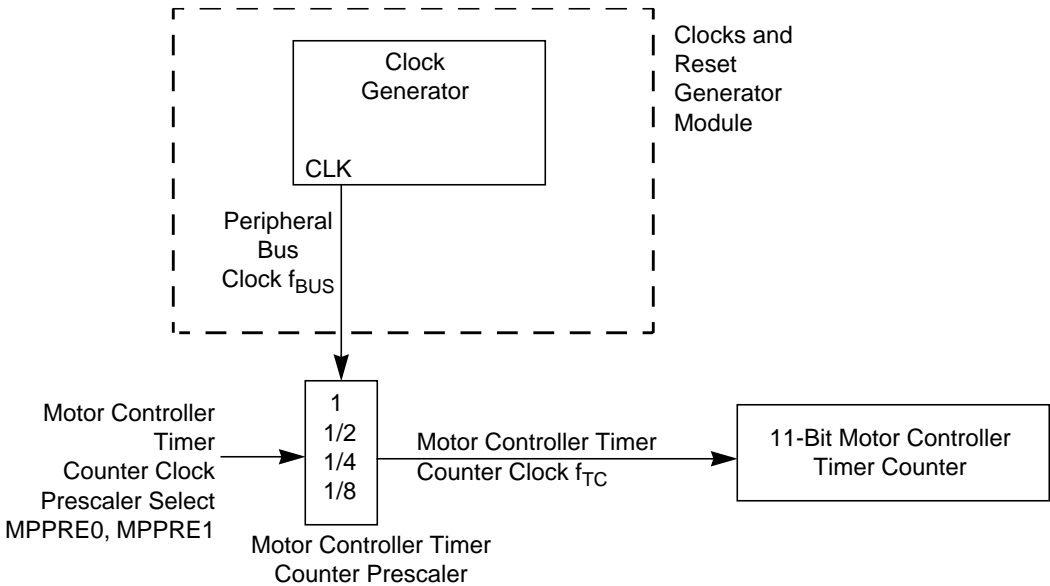 Clocks and
Reset
Generator
Module
Clock
Generator
CLK
Peripheral
Bus
Clock fBUS
Motor Controller
Timer
Counter Clock
Prescaler Select
MPPRE0, MPPRE1
1
1/2
1/4
1/8
Motor Controller Timer
Counter Clock fTC
11-Bit Motor Controller
Timer Counter
Motor Controller Timer
Counter Prescaler